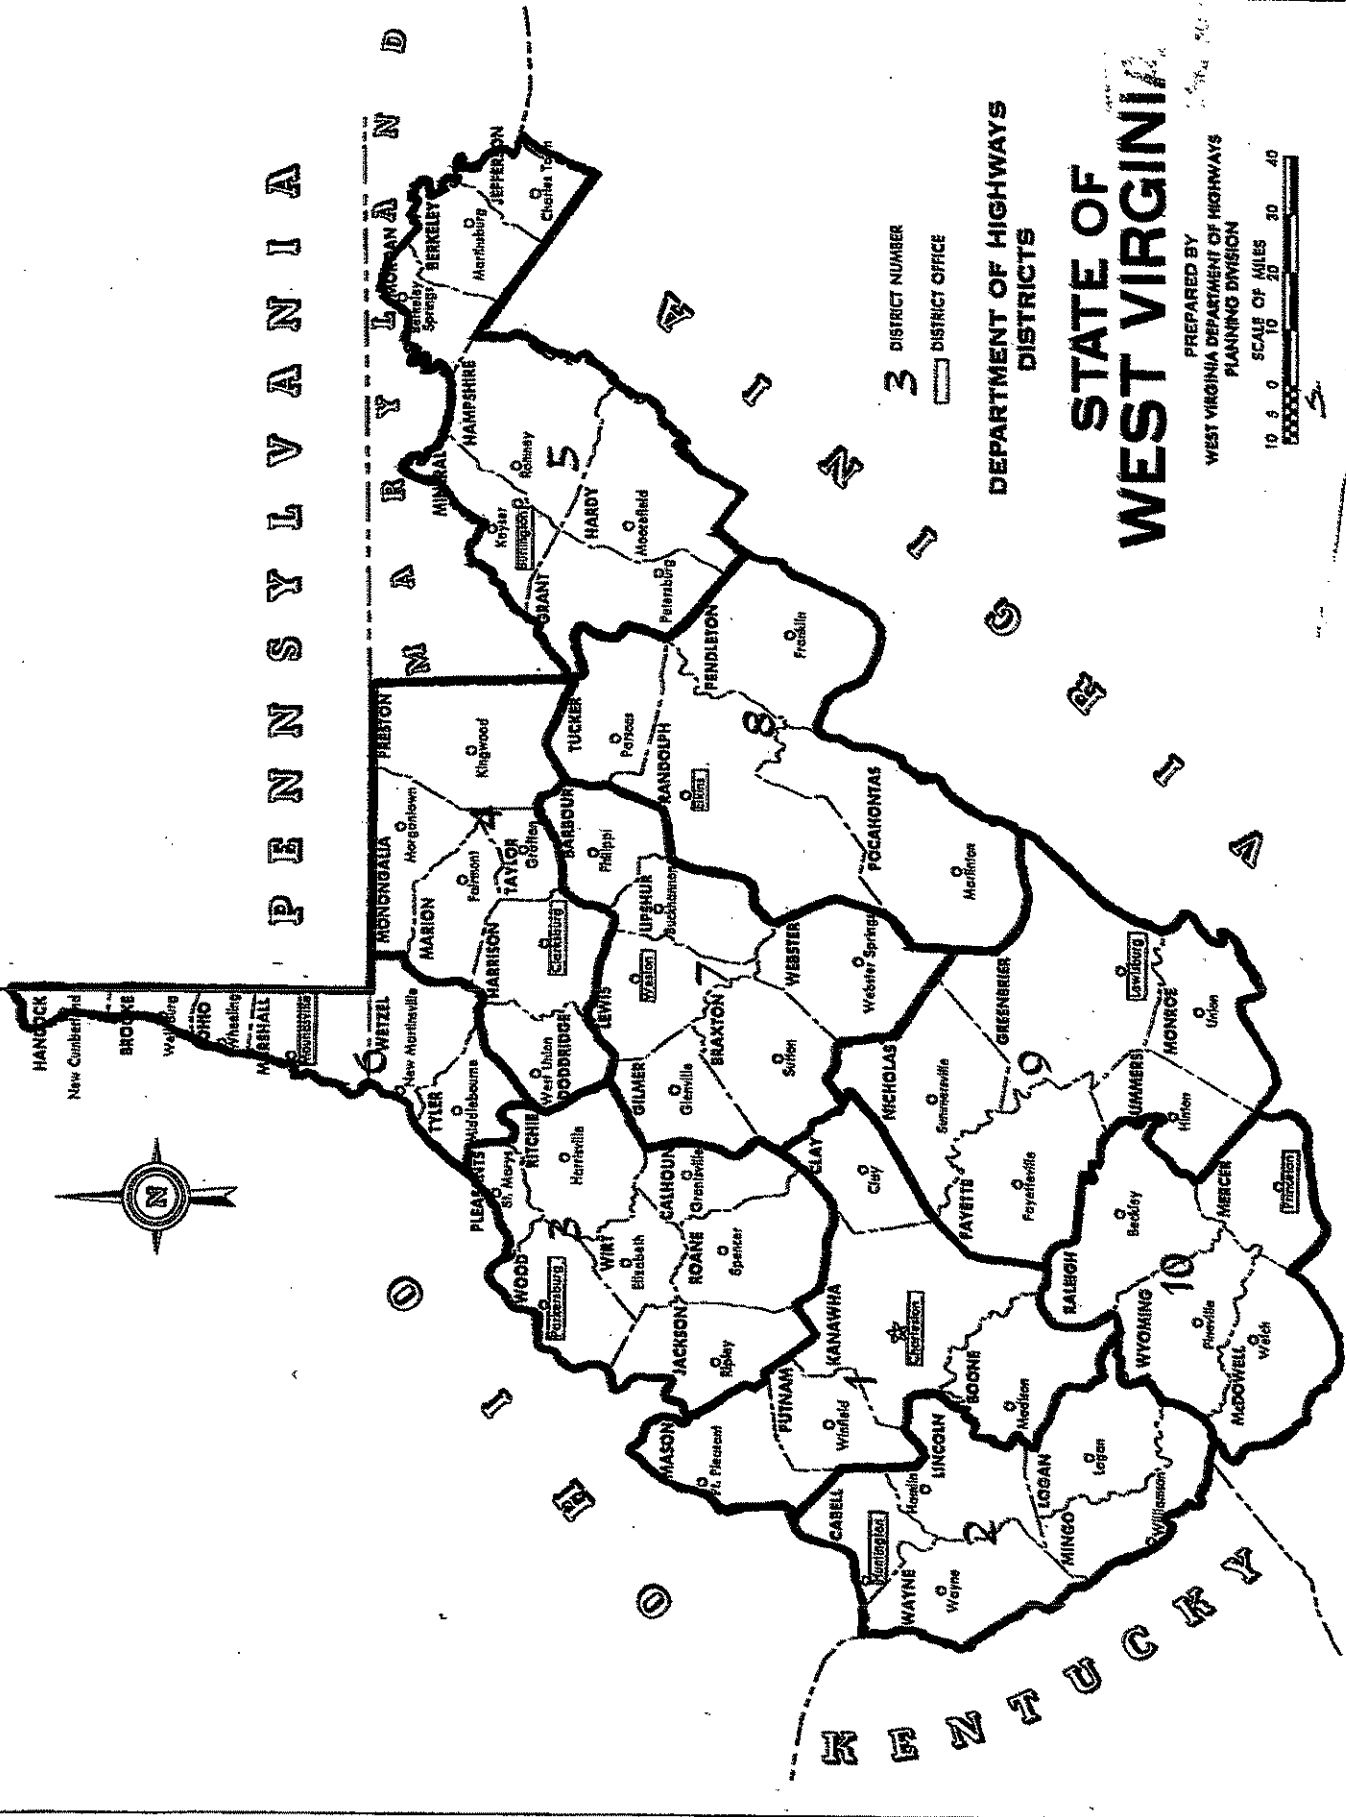 PENNSYLVANIA
MARYLAND
OHIO
KENTUCKY
VIRGINIA
N
HANCOCK
New Cumberland
BROOKE
OHIO
Wheeling
MARSHALL
Moundsville
6
WETZEL
New Martinsville
TYLER
Middlebourne
PLEASANTS
St. Marys
RITCHIE
Harrisville
WOOD
3
Parkersburg
WIRT
Elizabeth
CALHOUN
Grantsville
ROANE
Spencer
JACKSON
Ripley
MASON
Pt. Pleasant
PUTNAM
Winfield
1
KANAWHA
Charleston
CLAY
Clay
BOONE
Madison
CABELL
Huntington
WAYNE
Wayne
2
LINCOLN
Hamlin
LOGAN
Logan
MINGO
Williamson
MONONGALIA
Morgantown
MARION
Fairmont
PRESTON
Kingwood
4
TAYLOR
Grafton
HARRISON
Clarksburg
DODDRIDGE
West Union
BARBOUR
Philippi
UPSHUR
Buckhannon
LEWIS
Weston
7
GILMER
Glenville
BRAXTON
Sutton
WEBSTER
Webster Springs
TUCKER
Parsons
RANDOLPH
Elkins
8
PENDLETON
Franklin
POCAHONTAS
Marlinton
NICHOLAS
Summersville
GREENBRIER
Lewisburg
9
FAYETTE
Fayetteville
SUMMERS
Hinton
MONROE
Union
RALEIGH
Beckley
10
WYOMING
Pineville
MERCER
Princeton
McDOWELL
Welch
GRANT
Petersburg
HARDY
Moorefield
5
MINERAL
Keyser
Burlington
HAMPSHIRE
Romney
MORGAN
Berkeley
Springs
BERKELEY
Martinsburg
JEFFERSON
Charles Town
3 DISTRICT NUMBER
DISTRICT OFFICE
DEPARTMENT OF HIGHWAYS
DISTRICTS
STATE OF
WEST VIRGINIA
PREPARED BY
WEST VIRGINIA DEPARTMENT OF HIGHWAYS
PLANNING DIVISION
SCALE OF MILES
10 5 0 10 20 30 40